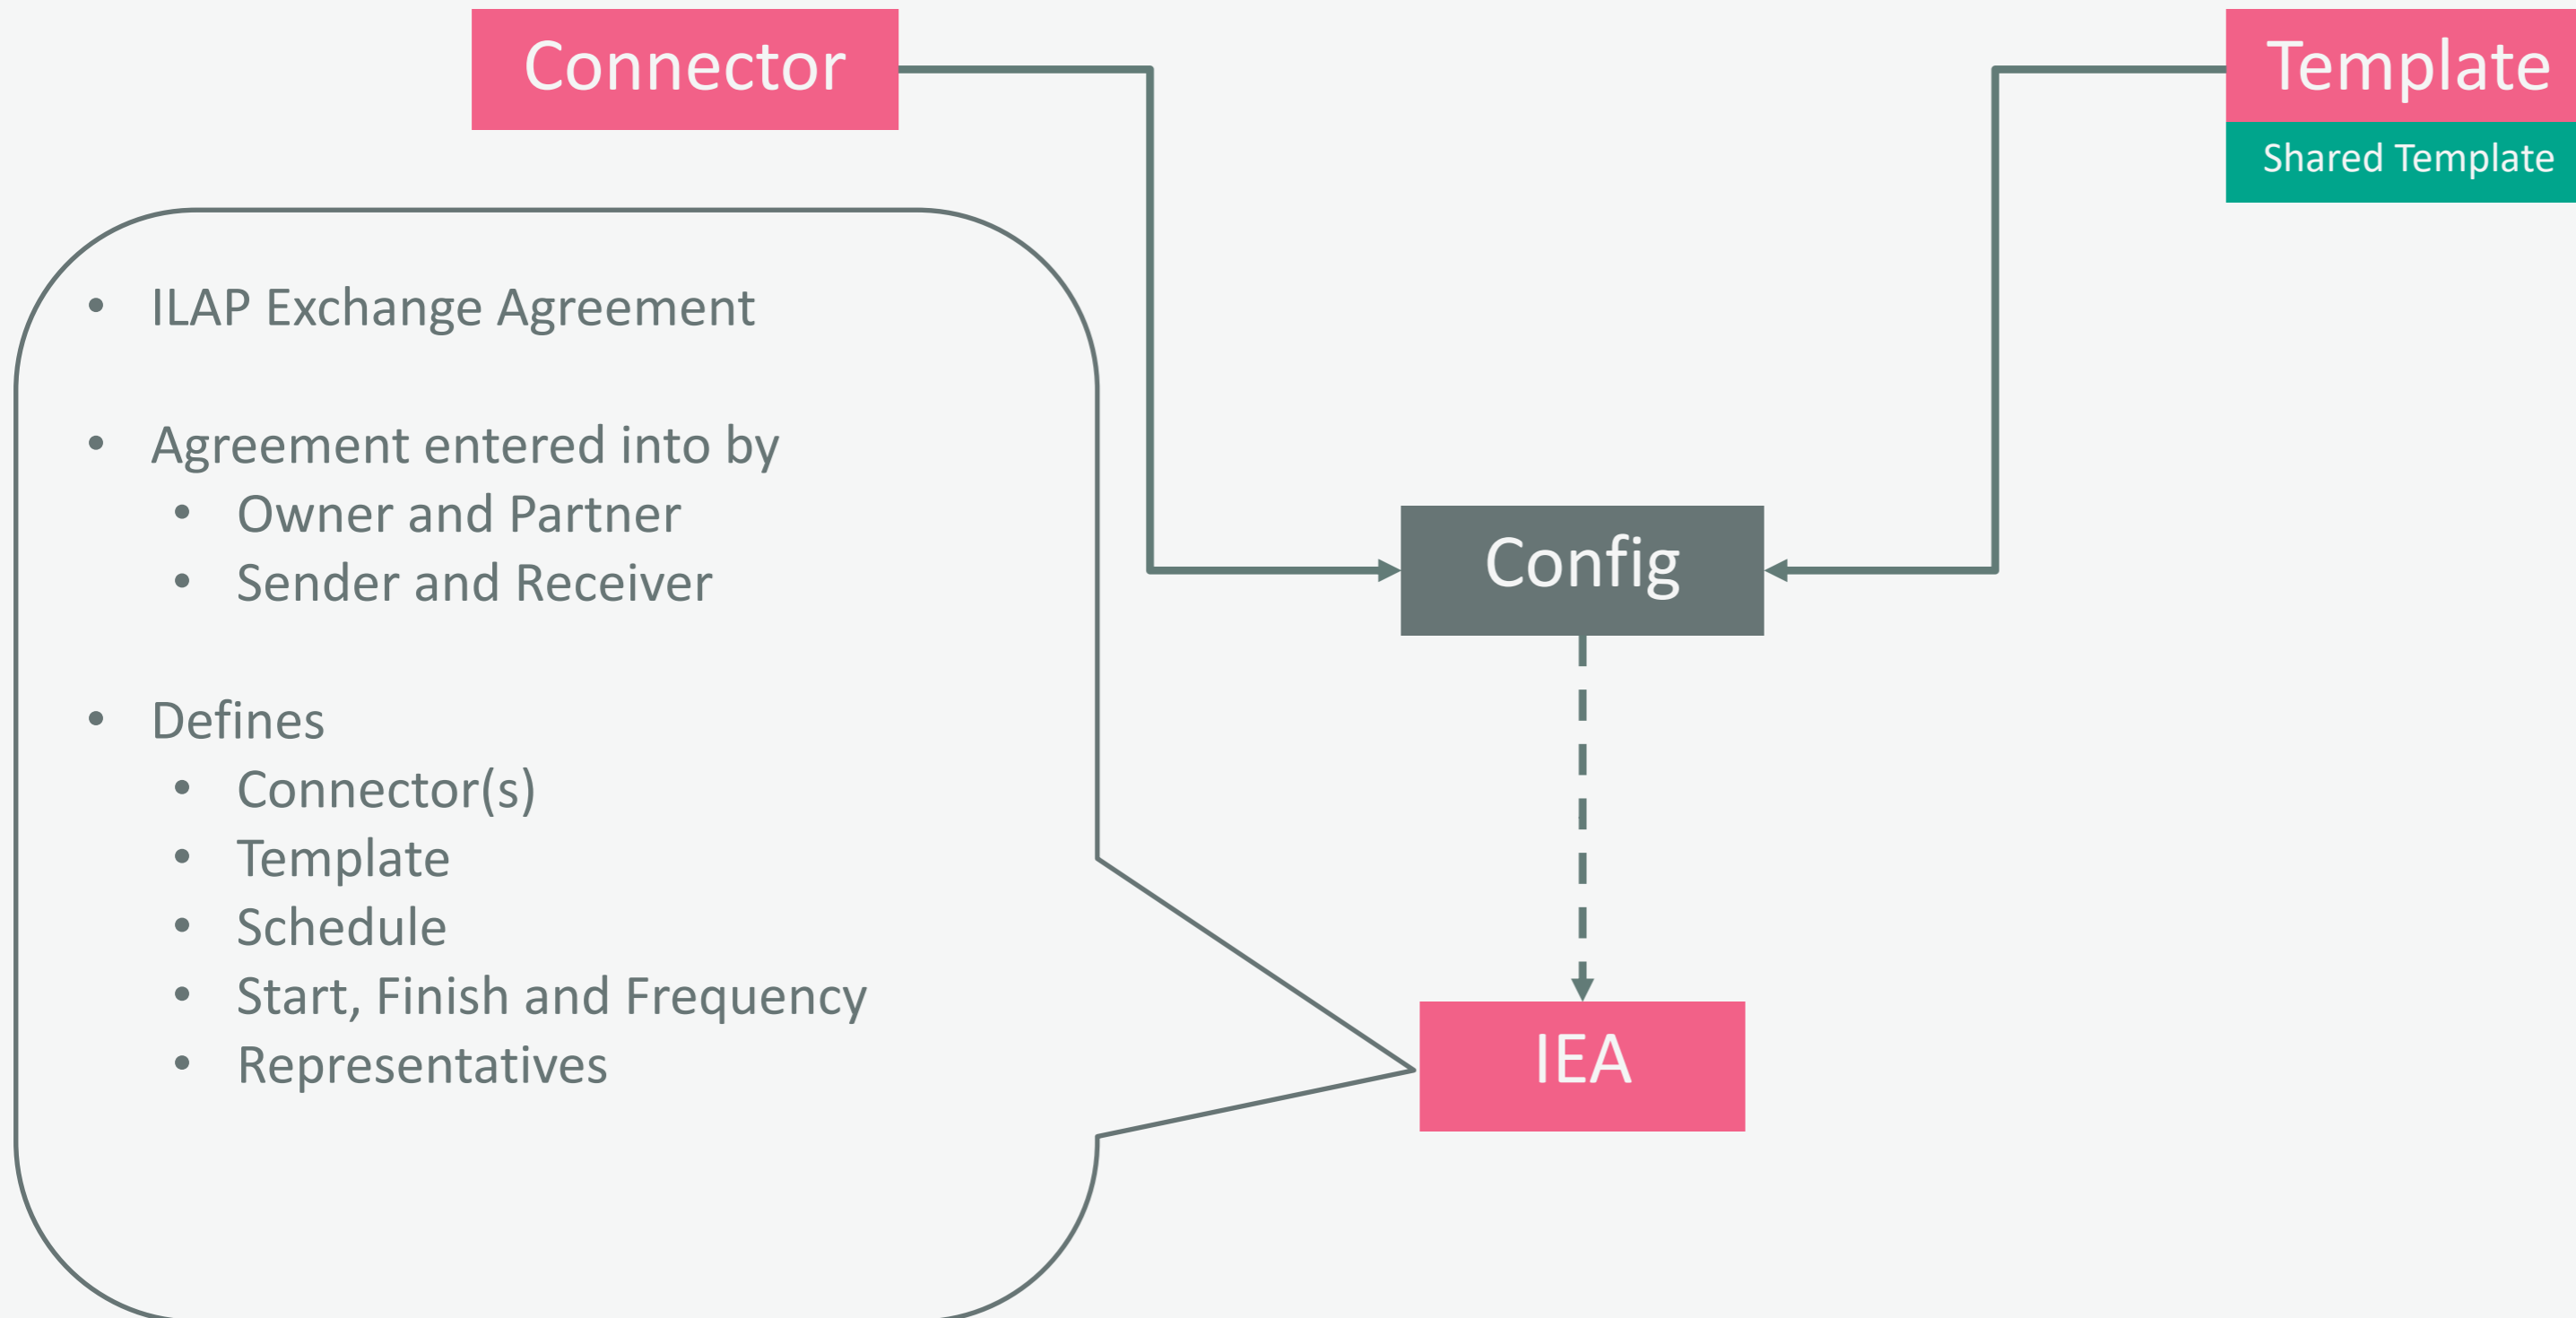 Connector
Template
Shared Template
• ILAP Exchange Agreement
• Agreement entered into by
• Owner and Partner
• Sender and Receiver
• Defines
• Connector(s)
• Template
• Schedule
• Start, Finish and Frequency
• Representatives
Config
IEA